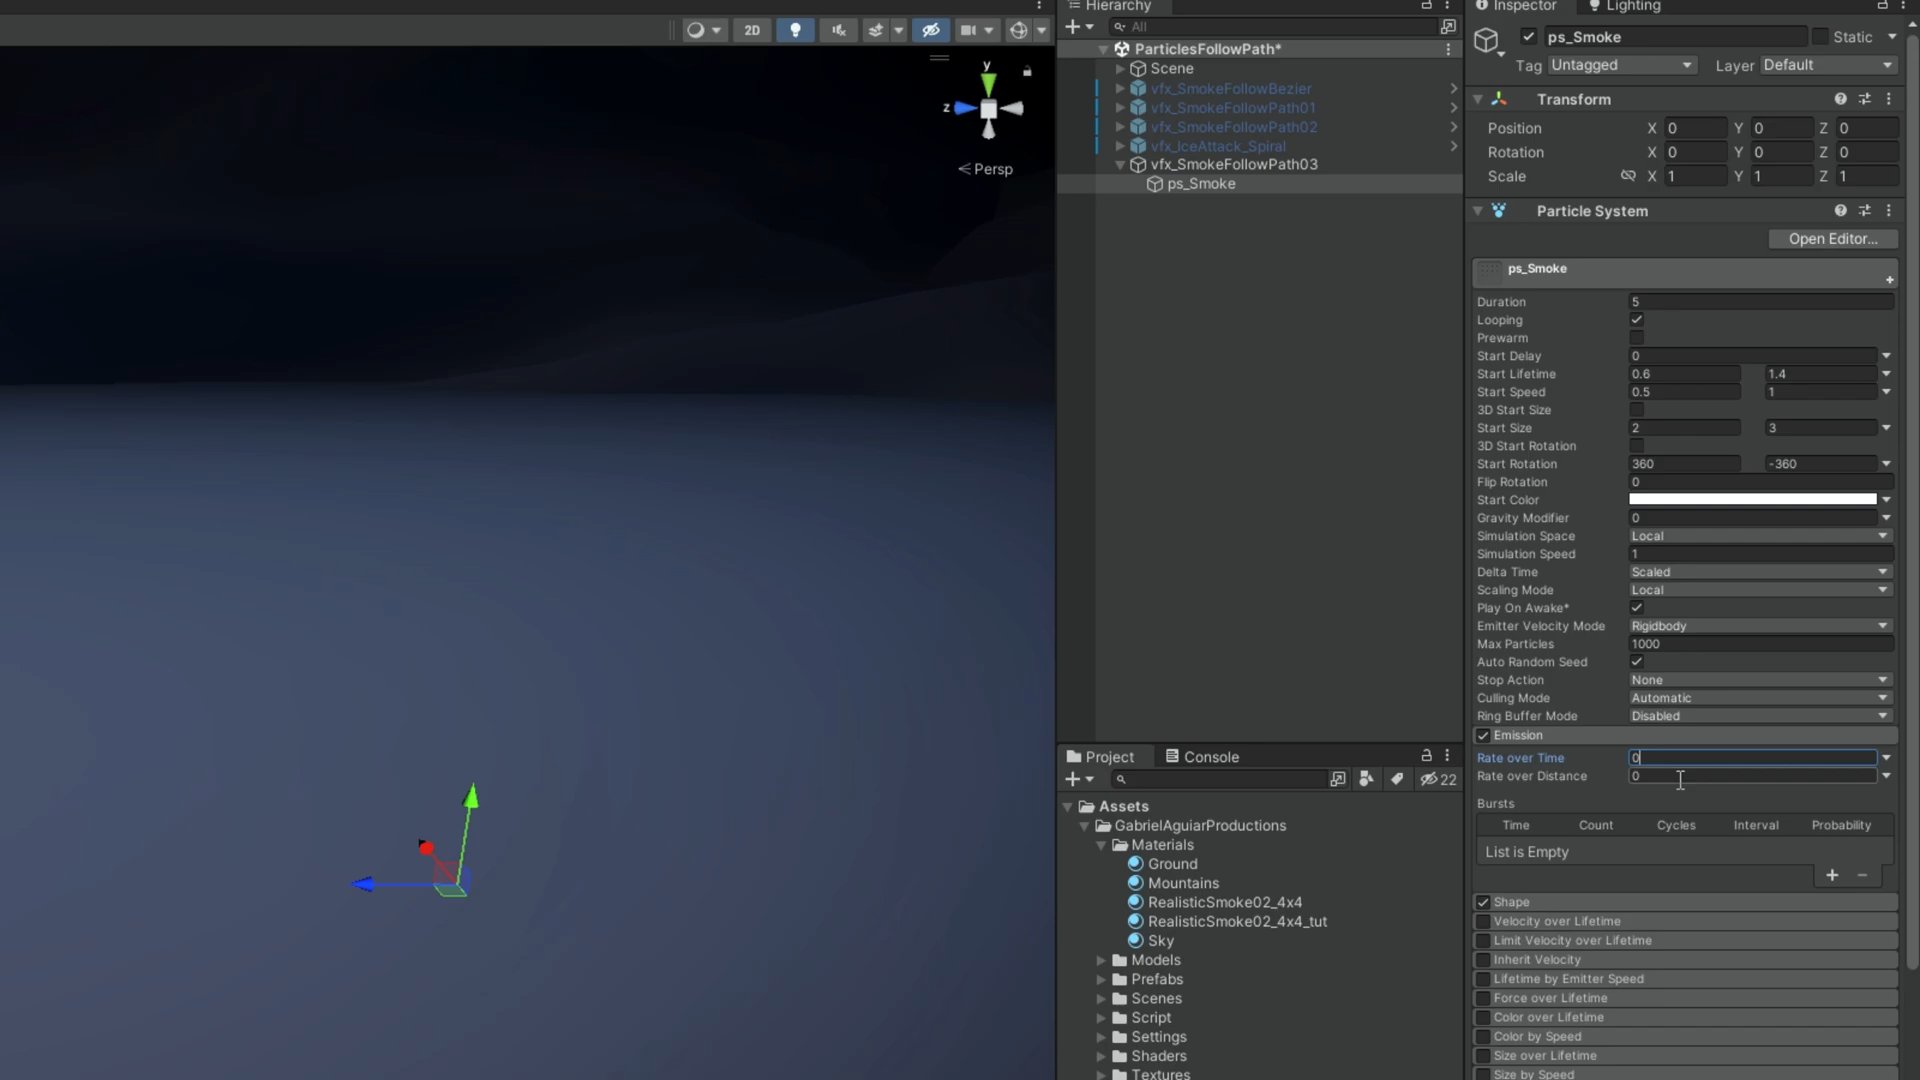 2D
y
z
Persp
Hierarchy
All
ParticlesFollowPath*
Scene
vfx_SmokeFollowBezier
vfx_SmokeFollowPath01
vfx_SmokeFollowPath02
vfx_IceAttack_Spiral
vfx_SmokeFollowPath03
ps_Smoke
Project
Console
22
Assets
GabrielAguiarProductions
Materials
Ground
Mountains
RealisticSmoke02_4x4
RealisticSmoke02_4x4_tut
Sky
Models
Prefabs
Scenes
Script
Settings
Shaders
Textures
Inspector
Lighting
ps_Smoke
Static
Tag Untagged Layer Default
Transform
Position X 0 Y 0 Z 0
Rotation X 0 Y 0 Z 0
Scale X 1 Y 1 Z 1
Particle System
Open Editor...
ps_Smoke
Duration 5
Looping
Prewarm
Start Delay 0
Start Lifetime 0.6 1.4
Start Speed 0.5 1
3D Start Size
Start Size 2 3
3D Start Rotation
Start Rotation 360 -360
Flip Rotation 0
Start Color
Gravity Modifier 0
Simulation Space Local
Simulation Speed 1
Delta Time Scaled
Scaling Mode Local
Play On Awake*
Emitter Velocity Mode Rigidbody
Max Particles 1000
Auto Random Seed
Stop Action None
Culling Mode Automatic
Ring Buffer Mode Disabled
Emission
Rate over Time 0
Rate over Distance 0
Bursts
Time Count Cycles Interval Probability
List is Empty
Shape
Velocity over Lifetime
Limit Velocity over Lifetime
Inherit Velocity
Lifetime by Emitter Speed
Force over Lifetime
Color over Lifetime
Color by Speed
Size over Lifetime
Size by Speed